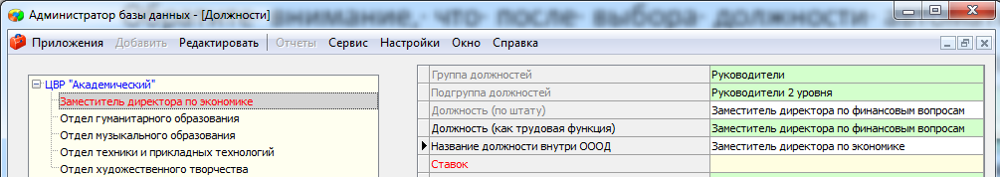 внимание, что после выбора должности
Администратор базы данных - [Должности]
Приложения Добавить Редактировать Отчеты Сервис Настройки Окно Справка
ЦВР "Академический"
Заместитель директора по экономике
Отдел гуманитарного образования
Отдел музыкального образования
Отдел техники и прикладных технологий
Отдел художественного творчества
Группа должностей Руководители
Подгруппа должностей Руководители 2 уровня
Должность (по штату) Заместитель директора по финансовым вопросам
Должность (как трудовая функция) Заместитель директора по финансовым вопросам
Название должности внутри ОООД Заместитель директора по экономике
Ставок